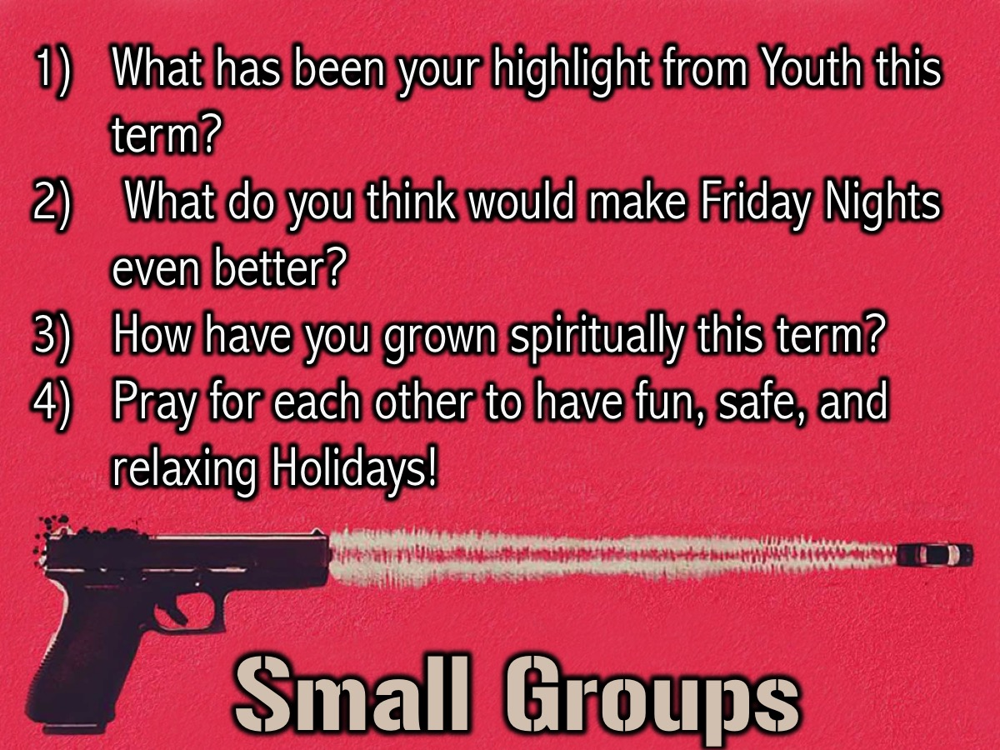 1) What has been your highlight from Youth this
term?
2) What do you think would make Friday Nights
even better?
3) How have you grown spiritually this term?
4) Pray for each other to have fun, safe, and
relaxing Holidays!
Small Groups